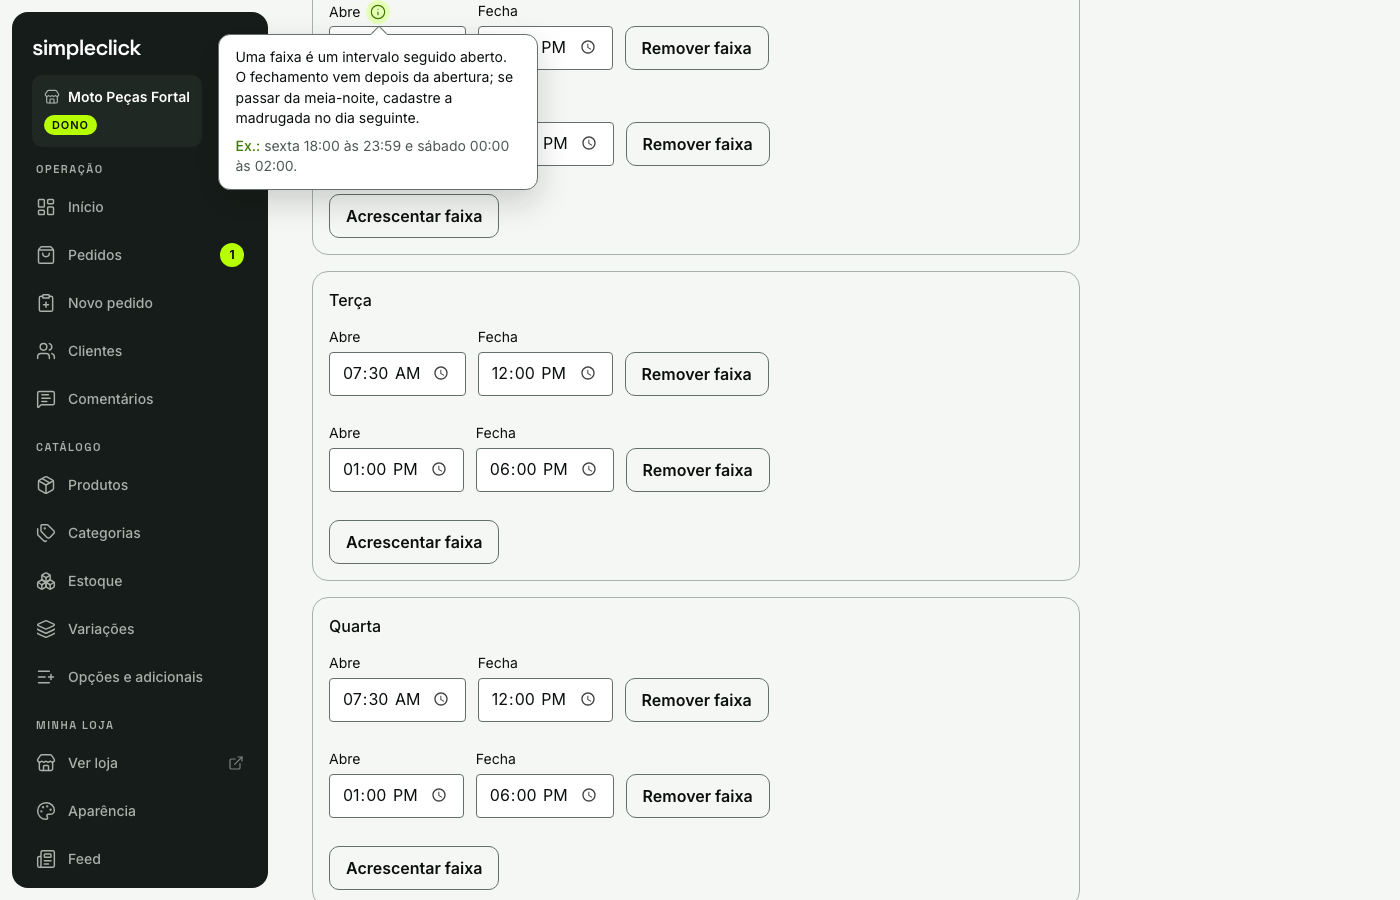 simpleclick
Moto Peças Fortal
DONO
OPERAÇÃO
Início
Pedidos
1
Novo pedido
Clientes
Comentários
CATÁLOGO
Produtos
Categorias
Estoque
Variações
Opções e adicionais
MINHA LOJA
Ver loja
Aparência
Feed
Abre
Fecha
PM
Remover faixa
Uma faixa é um intervalo seguido aberto.
O fechamento vem depois da abertura; se
passar da meia-noite, cadastre a
madrugada no dia seguinte.
Ex.: sexta 18:00 às 23:59 e sábado 00:00
às 02:00.
PM
Remover faixa
Acrescentar faixa
Terça
Abre
Fecha
07:30 AM
12:00 PM
Remover faixa
Abre
Fecha
01:00 PM
06:00 PM
Remover faixa
Acrescentar faixa
Quarta
Abre
Fecha
07:30 AM
12:00 PM
Remover faixa
Abre
Fecha
01:00 PM
06:00 PM
Remover faixa
Acrescentar faixa